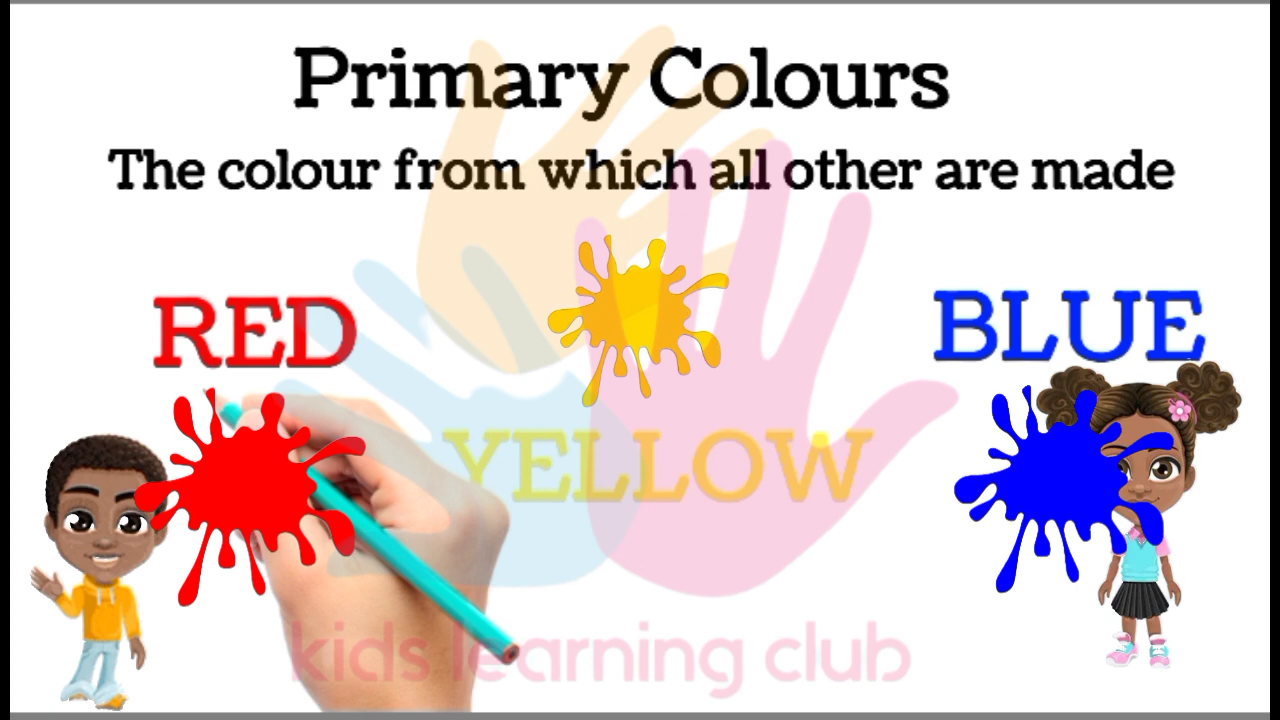 Primary Colours
The colour from which all other are made
RED
BLUE
YELLOW
kids learning club